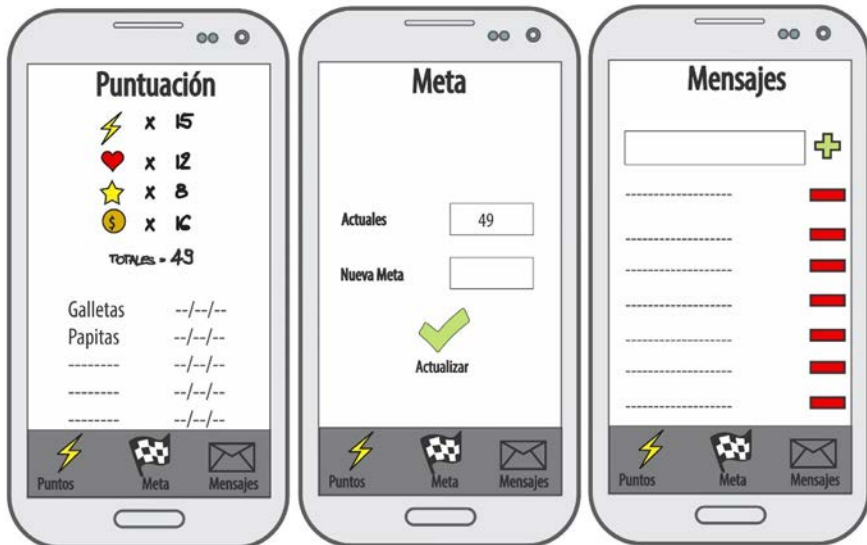 Puntuación
x 15
x 12
x 8
$ x 16
TOTALES = 49
Galletas --/--/--
Papitas --/--/--
-------- --/--/--
-------- --/--/--
-------- --/--/--
Puntos Meta Mensajes
Meta
Actuales 49
Nueva Meta
Actualizar
Puntos Meta Mensajes
Mensajes
-------------------
-------------------
-------------------
-------------------
-------------------
-------------------
-------------------
Puntos Meta Mensajes